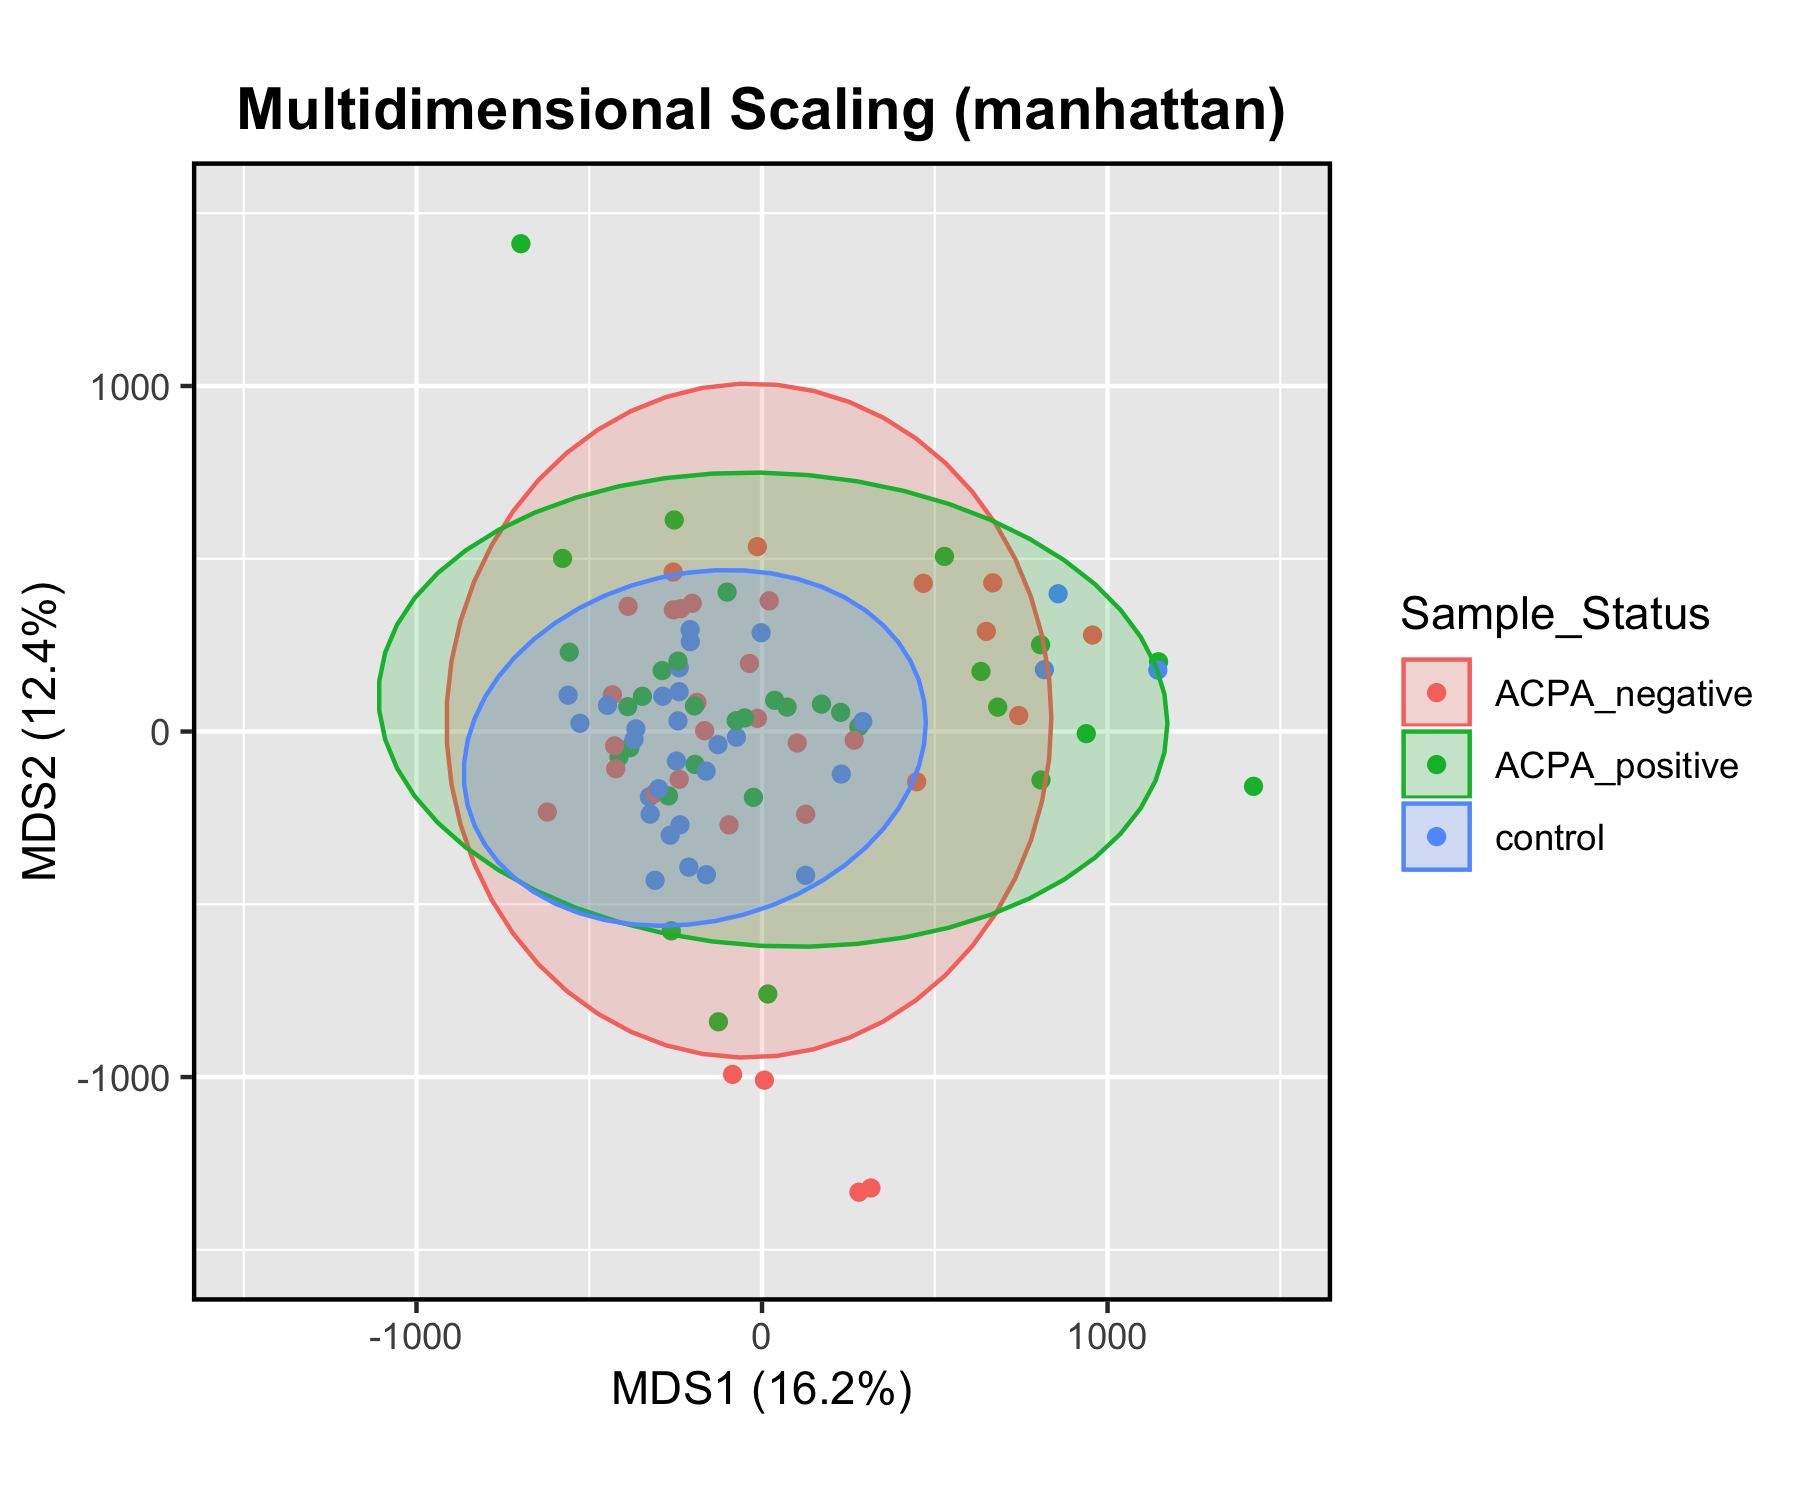 Multidimensional Scaling (manhattan)
MDS2 (12.4%)
1000
0
-1000
-1000
0
1000
MDS1 (16.2%)
Sample_Status
ACPA_negative
ACPA_positive
control